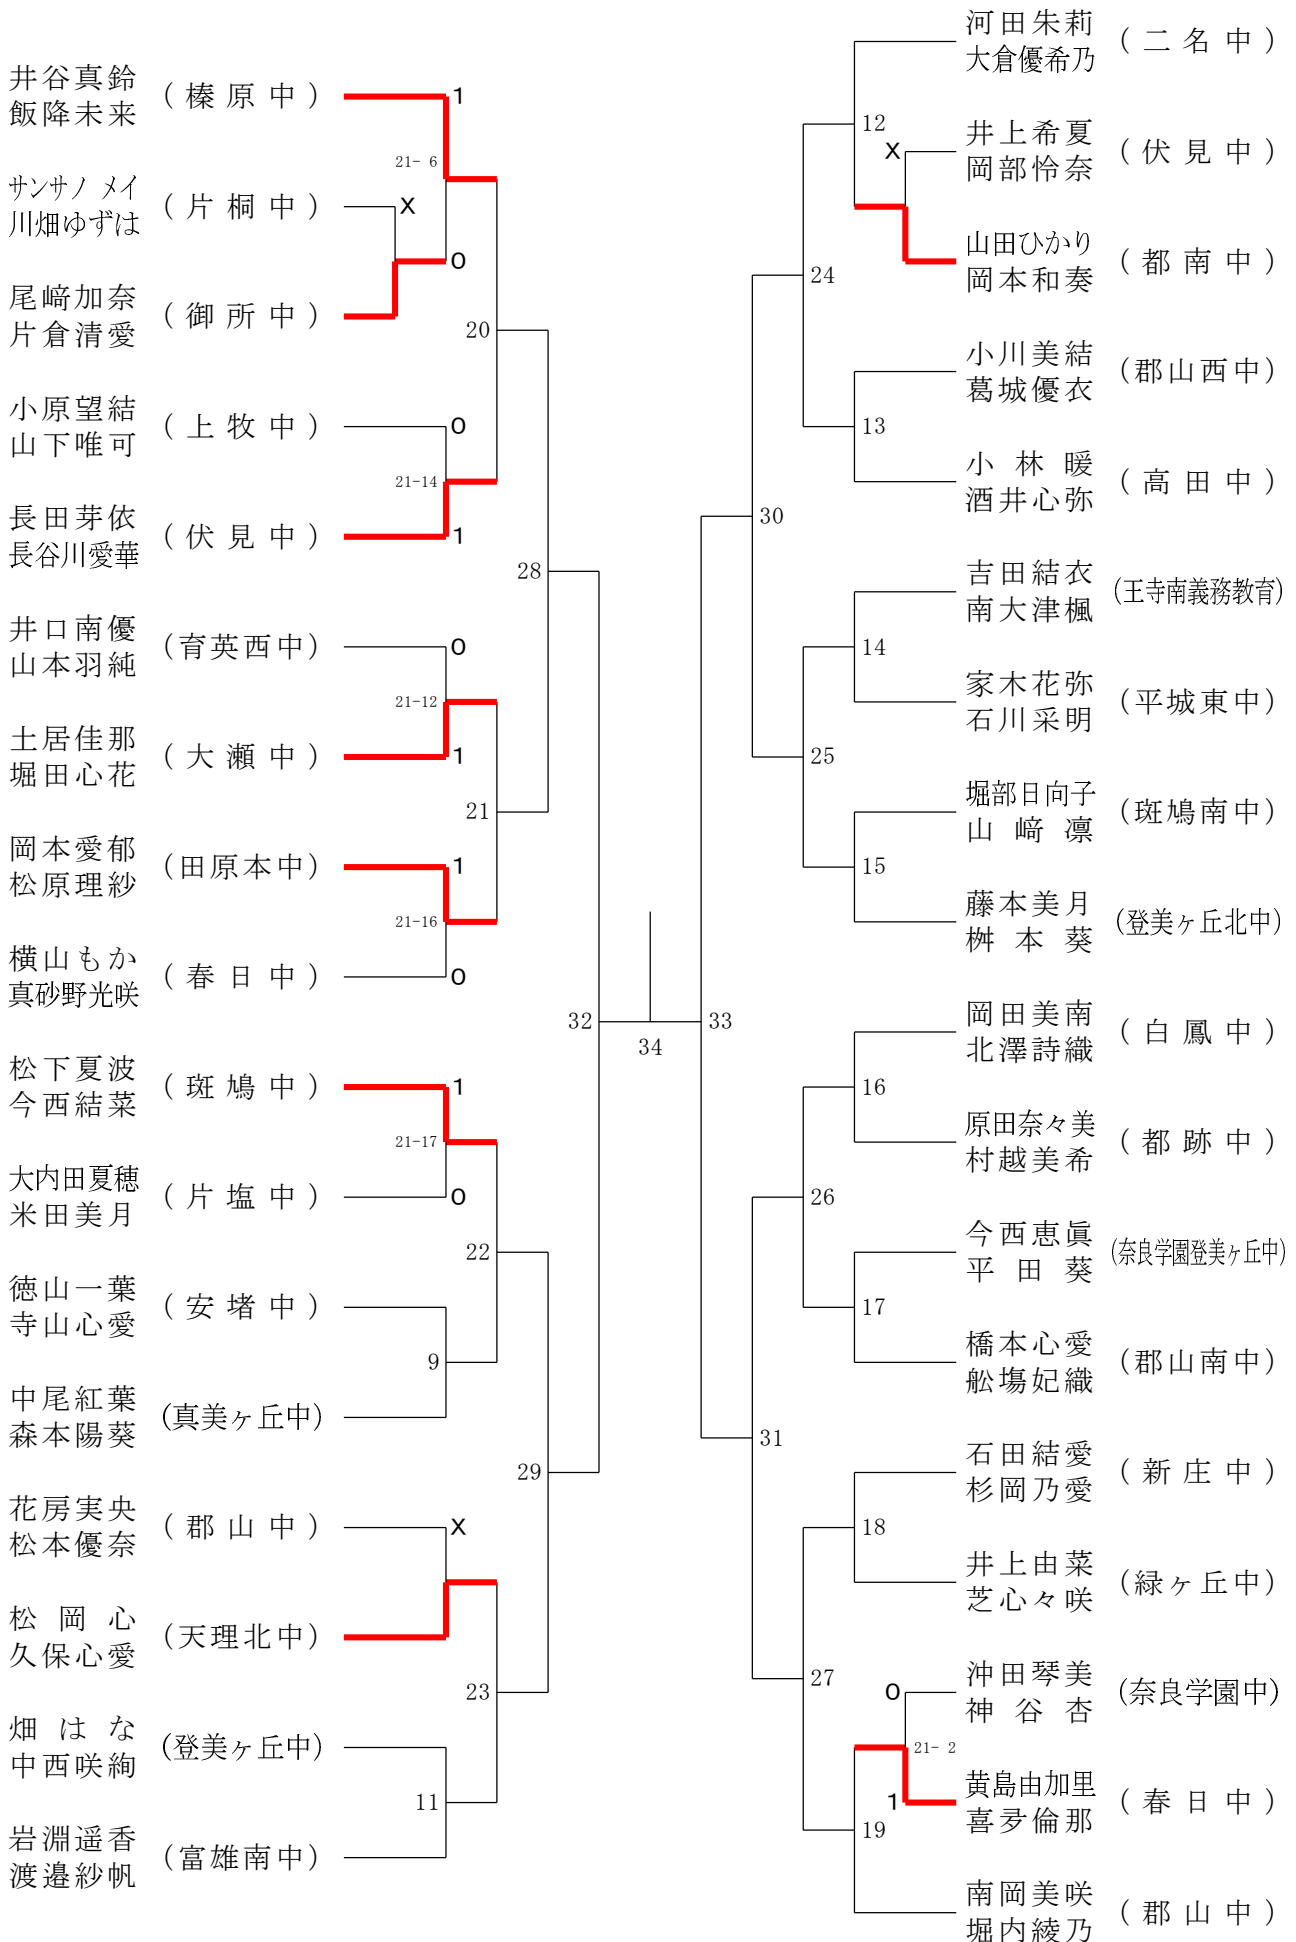 井谷真鈴
飯降未来
(榛原中)
1
21- 6
サンサノ メイ
川畑ゆずは
(片桐中)
X
0
尾﨑加奈
片倉清愛
(御所中)
20
小原望結
山下唯可
(上牧中)
0
21-14
長田芽依
長谷川愛華
(伏見中)
1
28
井口南優
山本羽純
(育英西中)
0
21-12
土居佳那
堀田心花
(大瀬中)
1
21
岡本愛郁
松原理紗
(田原本中)
1
21-16
横山もか
真砂野光咲
(春日中)
0
32
34
33
松下夏波
今西結菜
(斑鳩中)
1
21-17
大内田夏穂
米田美月
(片塩中)
0
22
徳山一葉
寺山心愛
(安堵中)
9
中尾紅葉
森本陽葵
(真美ヶ丘中)
29
花房実央
松本優奈
(郡山中)
X
松岡心
久保心愛
(天理北中)
23
畑はな
中西咲絢
(登美ヶ丘中)
11
岩淵遥香
渡邉紗帆
(富雄南中)
河田朱莉
大倉優希乃
(二名中)
12
X
井上希夏
岡部怜奈
(伏見中)
山田ひかり
岡本和奏
(都南中)
24
小川美結
葛城優衣
(郡山西中)
13
小林暖
酒井心弥
(高田中)
30
吉田結衣
南大津楓
(王寺南義務教育)
14
家木花弥
石川采明
(平城東中)
25
堀部日向子
山﨑凛
(斑鳩南中)
15
藤本美月
桝本葵
(登美ヶ丘北中)
岡田美南
北澤詩織
(白鳳中)
16
原田奈々美
村越美希
(都跡中)
26
今西恵眞
平田葵
(奈良学園登美ヶ丘中)
17
橋本心愛
舩塲妃織
(郡山南中)
31
石田結愛
杉岡乃愛
(新庄中)
18
井上由菜
芝心々咲
(緑ヶ丘中)
27
0
沖田琴美
神谷杏
(奈良学園中)
21- 2
1
黄島由加里
喜夛倫那
(春日中)
19
南岡美咲
堀内綾乃
(郡山中)